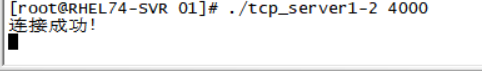 [root@RHEL74-SVR 01]# ./tcp_server1-2 4000
连接成功!